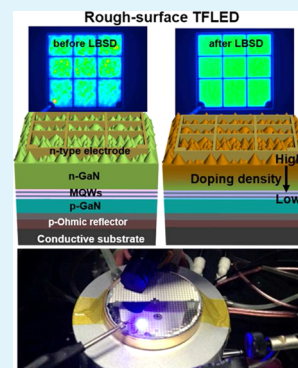 Rough-surface TFLED
before LBSD
after LBSD
n-type electrode
n-GaN
MQWs
p-GaN
p-Ohmic reflector
Conductive substrate
High
Doping density
Low